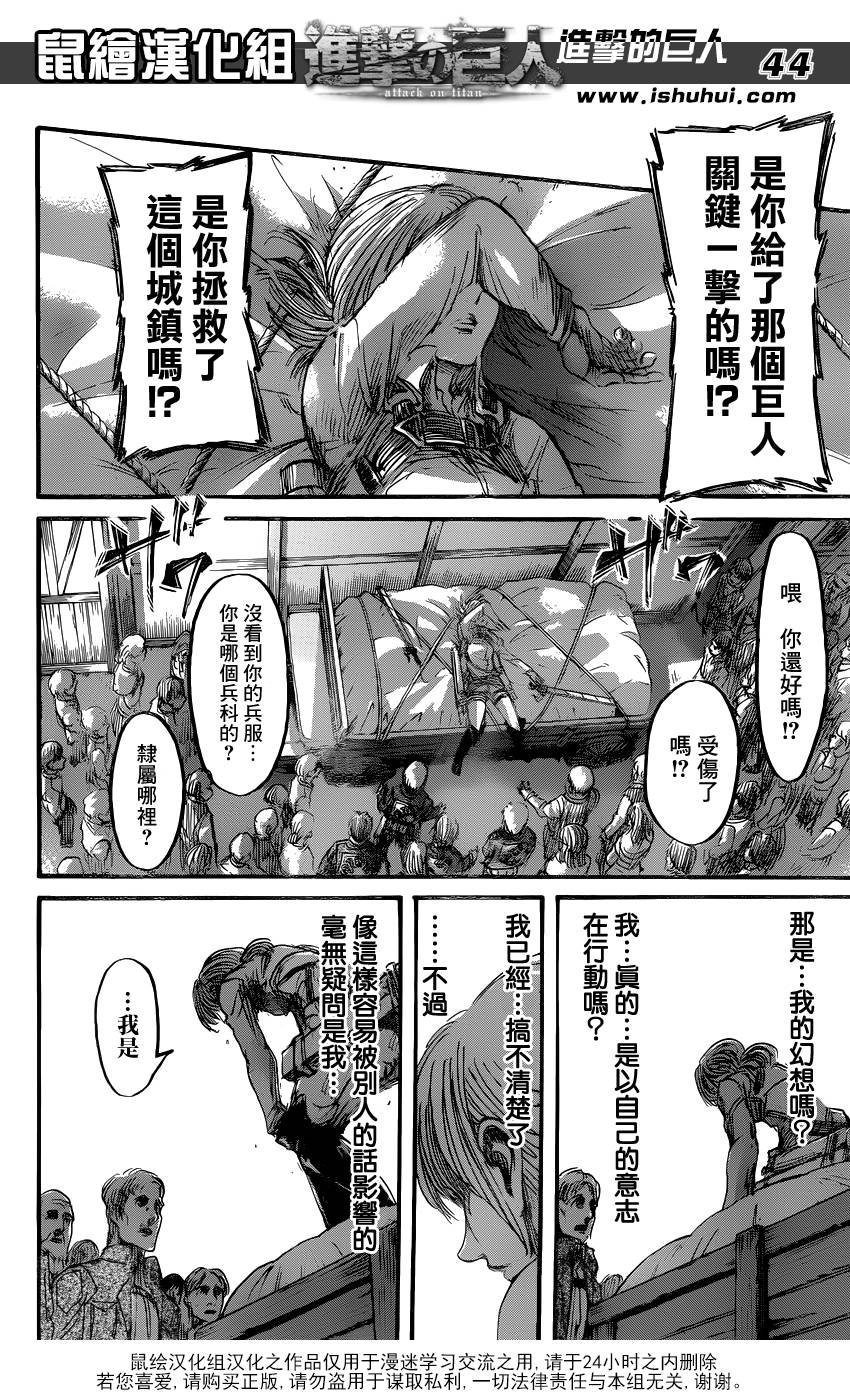 鼠繪漢化組
進撃の巨人
attack on titan
進擊的巨人
www.ishuhui.com
44
是你給了那個巨人
關鍵一擊的嗎!?
是你拯救了
這個城鎮嗎!?
喂 你還好嗎!?
受傷了
嗎!?
沒看到你的兵服…
你是哪個兵科的?
隸屬哪裡?
那是…我的幻想嗎?
我…真的…是以自己的意志
在行動嗎?
我已經…搞不清楚了
……不過
像這樣容易被別人的話影響的
毫無疑問是我…
…我是
鼠绘汉化组汉化之作品仅用于漫迷学习交流之用, 请于24小时之内删除
若您喜爱, 请购买正版, 请勿盗用于谋取私利, 一切法律责任与本组无关, 谢谢.